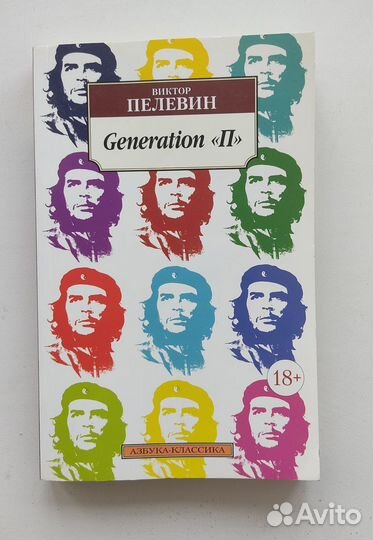 ВИКТОР
ПЕЛЕВИН
Generation «П»
18+
АЗБУКА-КЛАССИКА
Avito